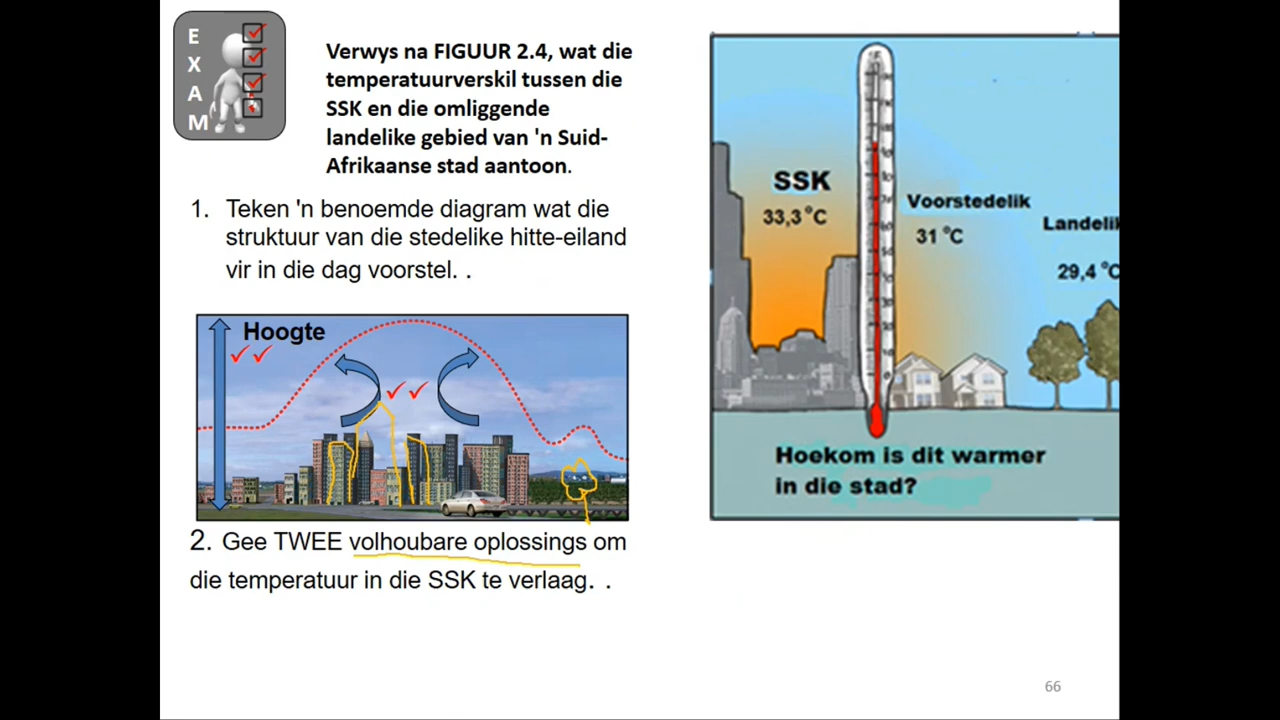 E
X
A
M
Verwys na FIGUUR 2.4, wat die
temperatuurverskil tussen die
SSK en die omliggende
landelike gebied van 'n Suid-
Afrikaanse stad aantoon.
1. Teken 'n benoemde diagram wat die
struktuur van die stedelike hitte-eiland
vir in die dag voorstel. .
Hoogte
2. Gee TWEE volhoubare oplossings om
die temperatuur in die SSK te verlaag. .
SSK
33,3 °C
Voorstedelik
31 °C
Landelik
29,4 °C
Hoekom is dit warmer
in die stad?
66